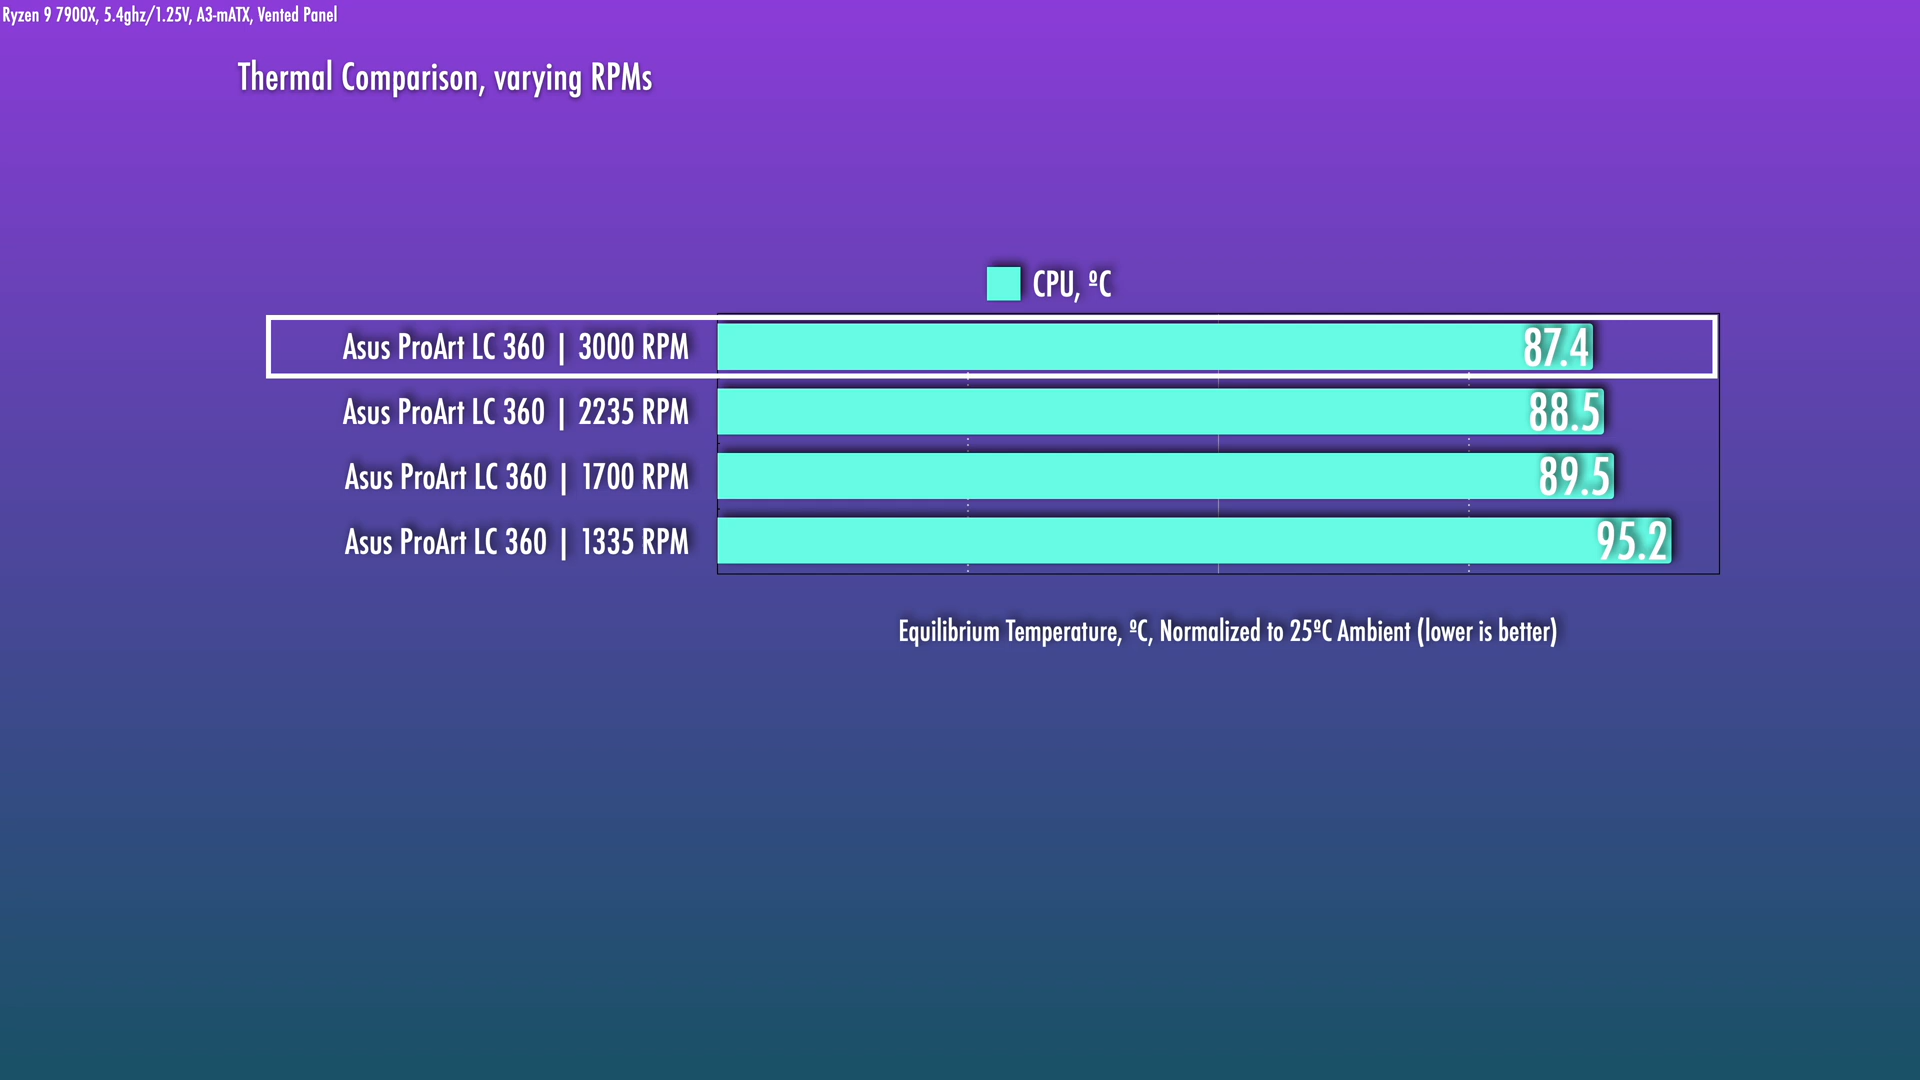 Ryzen 9 7900X, 5.4ghz/1.25V, A3-mATX, Vented Panel
Thermal Comparison, varying RPMs
CPU, ºC
Asus ProArt LC 360 | 3000 RPM 87.4
Asus ProArt LC 360 | 2235 RPM 88.5
Asus ProArt LC 360 | 1700 RPM 89.5
Asus ProArt LC 360 | 1335 RPM 95.2
Equilibrium Temperature, ºC, Normalized to 25ºC Ambient (lower is better)